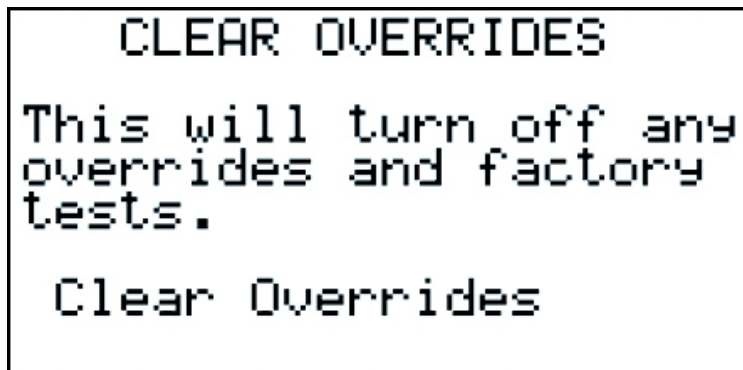 CLEAR OVERRIDES
This will turn off any
overrides and factory
tests.
Clear Overrides